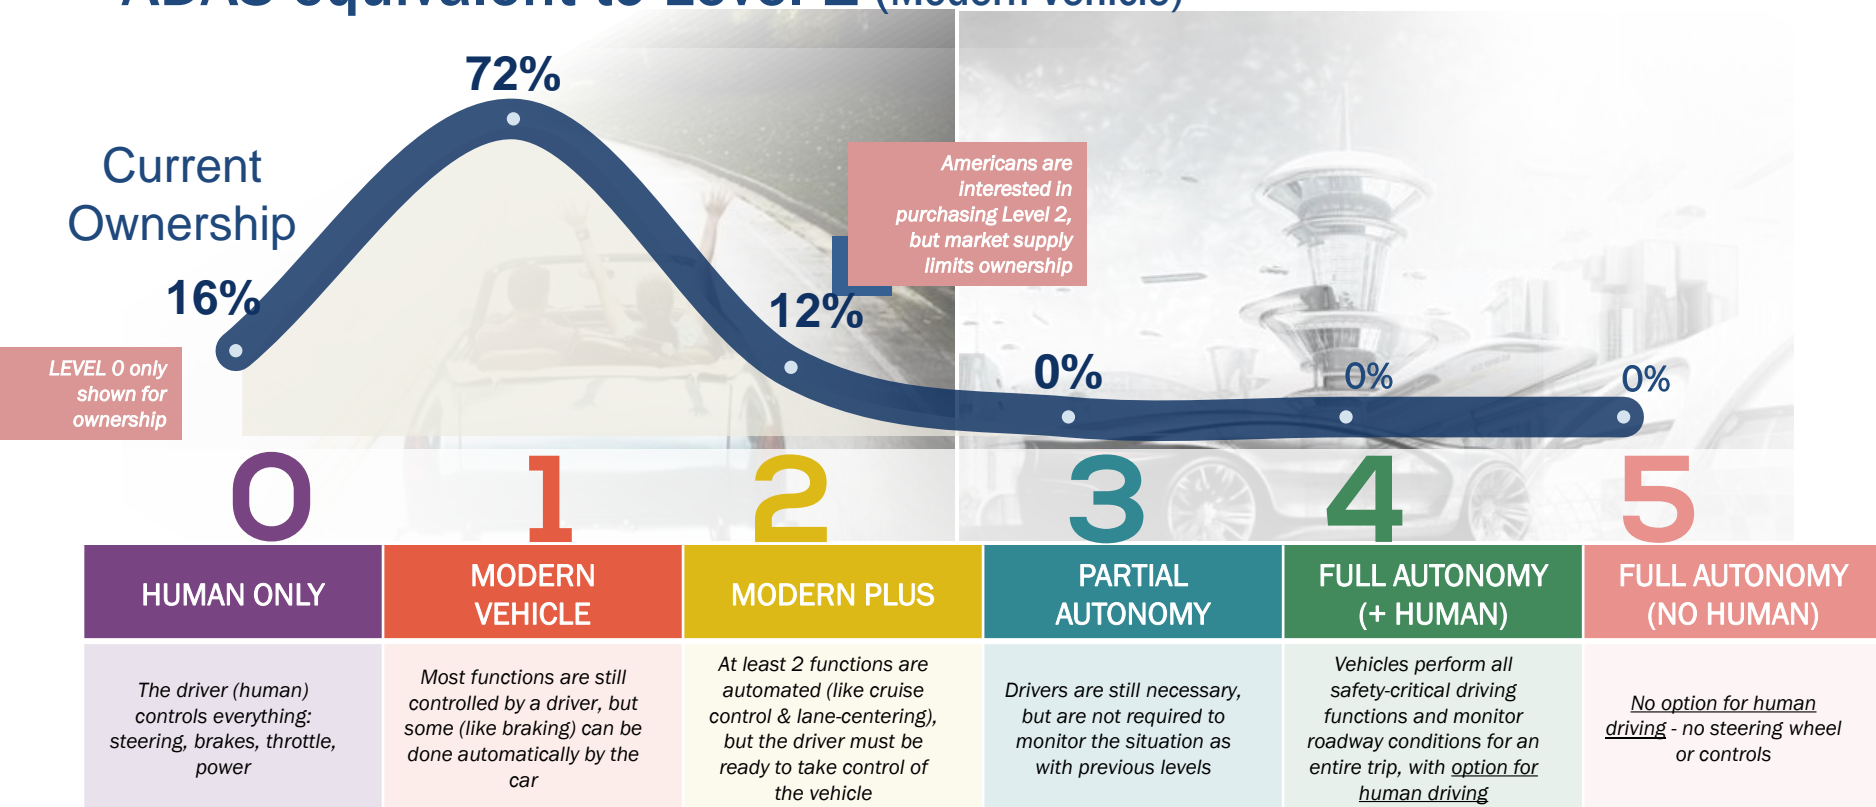 ADAS equivalent to Level 2 (Modern Vehicle)
72%
Current
Ownership
16%
LEVEL 0 only
shown for
ownership
Americans are
interested in
purchasing Level 2,
but market supply
limits ownership
12%
0%
0%
0%
0
1
2
3
4
5
HUMAN ONLY
MODERN
VEHICLE
MODERN PLUS
PARTIAL
AUTONOMY
FULL AUTONOMY
(+ HUMAN)
FULL AUTONOMY
(NO HUMAN)
The driver (human)
controls everything:
steering, brakes, throttle,
power
Most functions are still
controlled by a driver, but
some (like braking) can be
done automatically by the
car
At least 2 functions are
automated (like cruise
control & lane-centering),
but the driver must be
ready to take control of
the vehicle
Drivers are still necessary,
but are not required to
monitor the situation as
with previous levels
Vehicles perform all
safety-critical driving
functions and monitor
roadway conditions for an
entire trip, with option for
human driving
No option for human
driving - no steering wheel
or controls